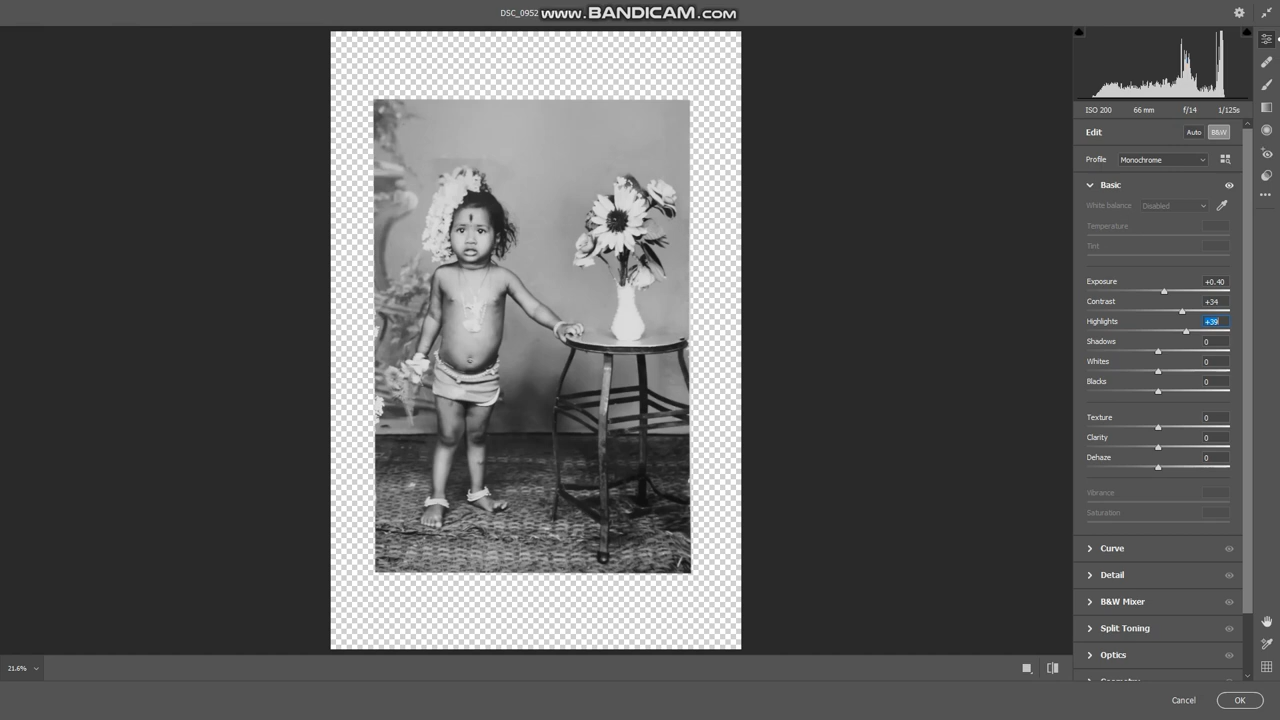 DSC_0952
www.BANDICAM.com
ISO 200 66 mm f/14 1/125s
Edit Auto B&W
Profile Monochrome
Basic
White balance Disabled
Temperature
Tint
Exposure +0.40
Contrast +34
Highlights +39
Shadows 0
Whites 0
Blacks 0
Texture 0
Clarity 0
Dehaze 0
Vibrance
Saturation
Curve
Detail
B&W Mixer
Split Toning
Optics
21.6%
Cancel OK